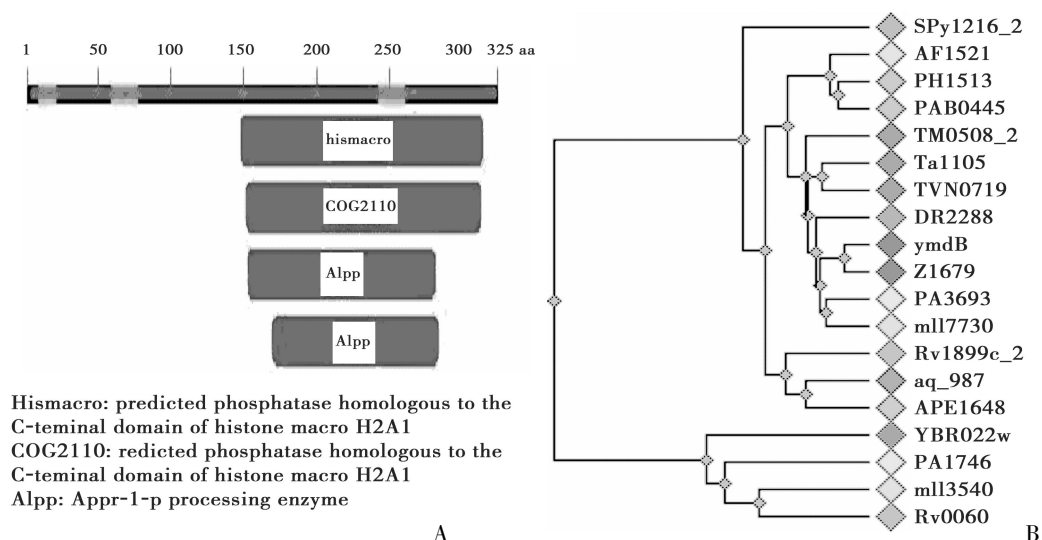 1 50 100 150 200 250 300 325 aa
hismacro
COG2110
Alpp
Alpp
Hismacro: predicted phosphatase homologous to the
C-teminal domain of histone macro H2A1
COG2110: redicted phosphatase homologous to the
C-teminal domain of histone macro H2A1
Alpp: Appr-1-p processing enzyme
A
SPy1216_2
AF1521
PH1513
PAB0445
TM0508_2
Ta1105
TVN0719
DR2288
ymdB
Z1679
PA3693
mll7730
Rv1899c_2
aq_987
APE1648
YBR022w
PA1746
mll3540
Rv0060
B